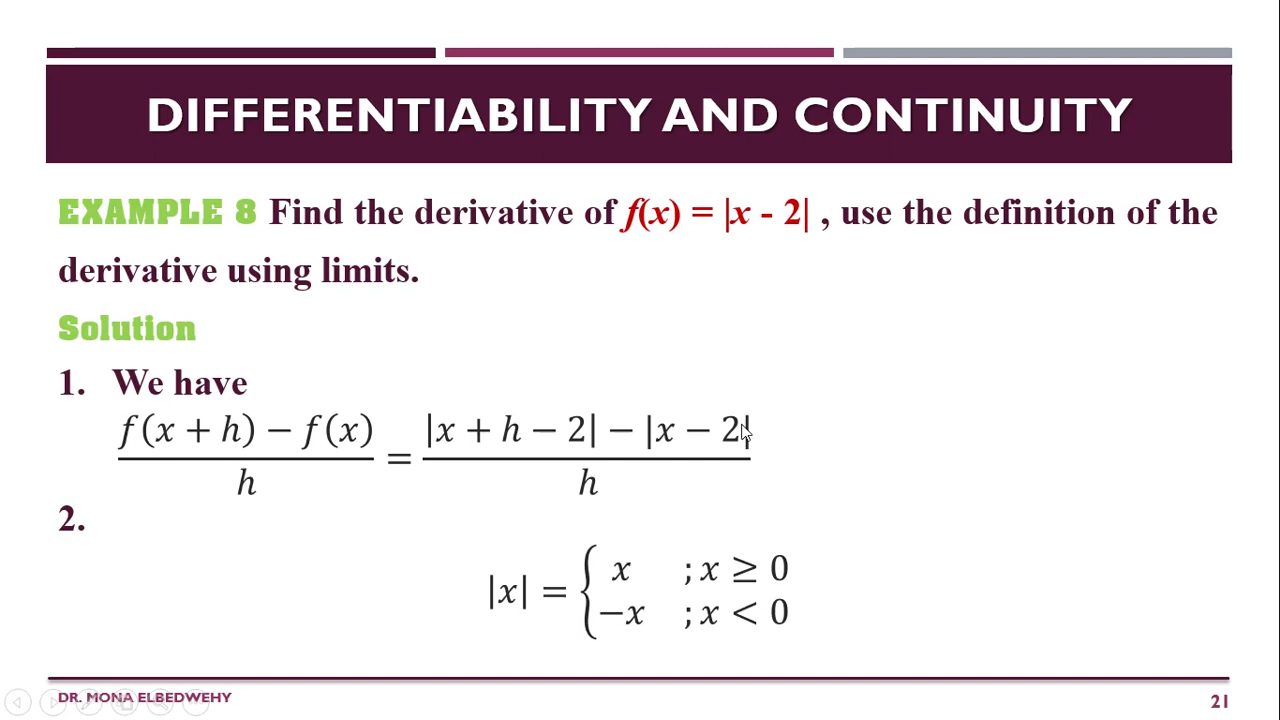 DIFFERENTIABILITY AND CONTINUITY
EXAMPLE 8 Find the derivative of f(x) = |x - 2| , use the definition of the
derivative using limits.
Solution
1. We have
f(x + h) − f(x) / h = |x + h − 2| − |x − 2| / h
2.
|x| = { x ; x ≥ 0
−x ; x < 0
DR. MONA ELBEDWEHY
21